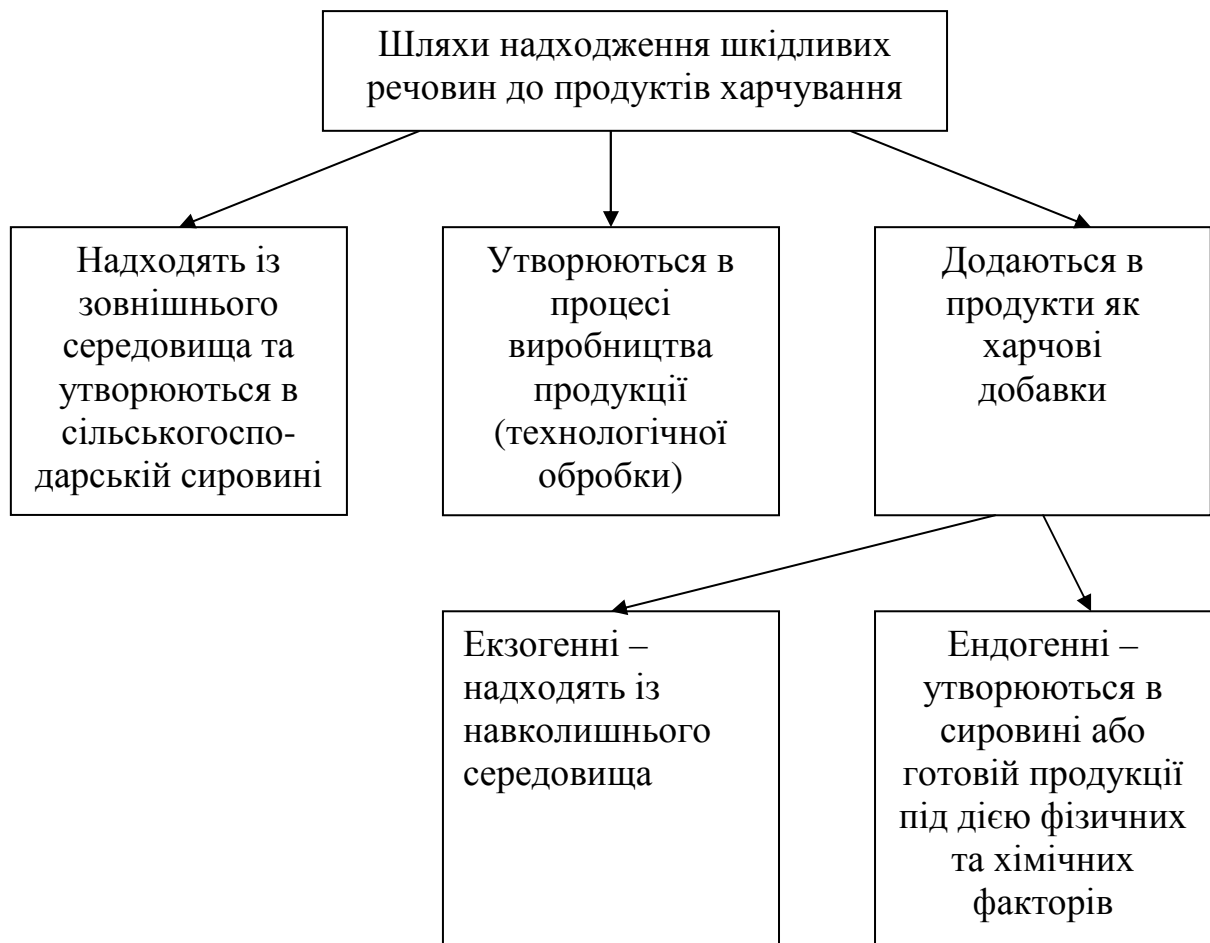 Шляхи надходження шкідливих
речовин до продуктів харчування
Надходять із
зовнішнього
середовища та
утворюються в
сільськогоспо-
дарській сировині
Утворюються в
процесі
виробництва
продукції
(технологічної
обробки)
Додаються в
продукти як
харчові
добавки
Екзогенні –
надходять із
навколишнього
середовища
Ендогенні –
утворюються в
сировині або
готовій продукції
під дією фізичних
та хімічних
факторів